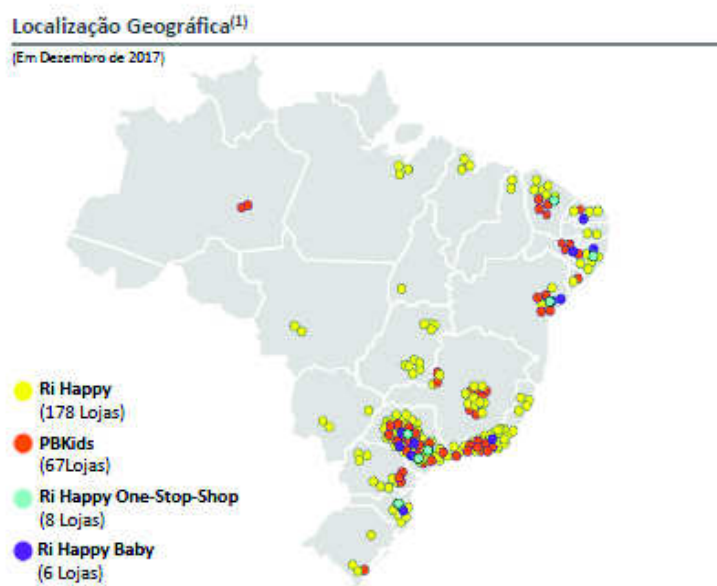 Localização Geográfica(1)
(Em Dezembro de 2017)
Ri Happy
(178 Lojas)
PBKids
(67Lojas)
Ri Happy One-Stop-Shop
(8 Lojas)
Ri Happy Baby
(6 Lojas)